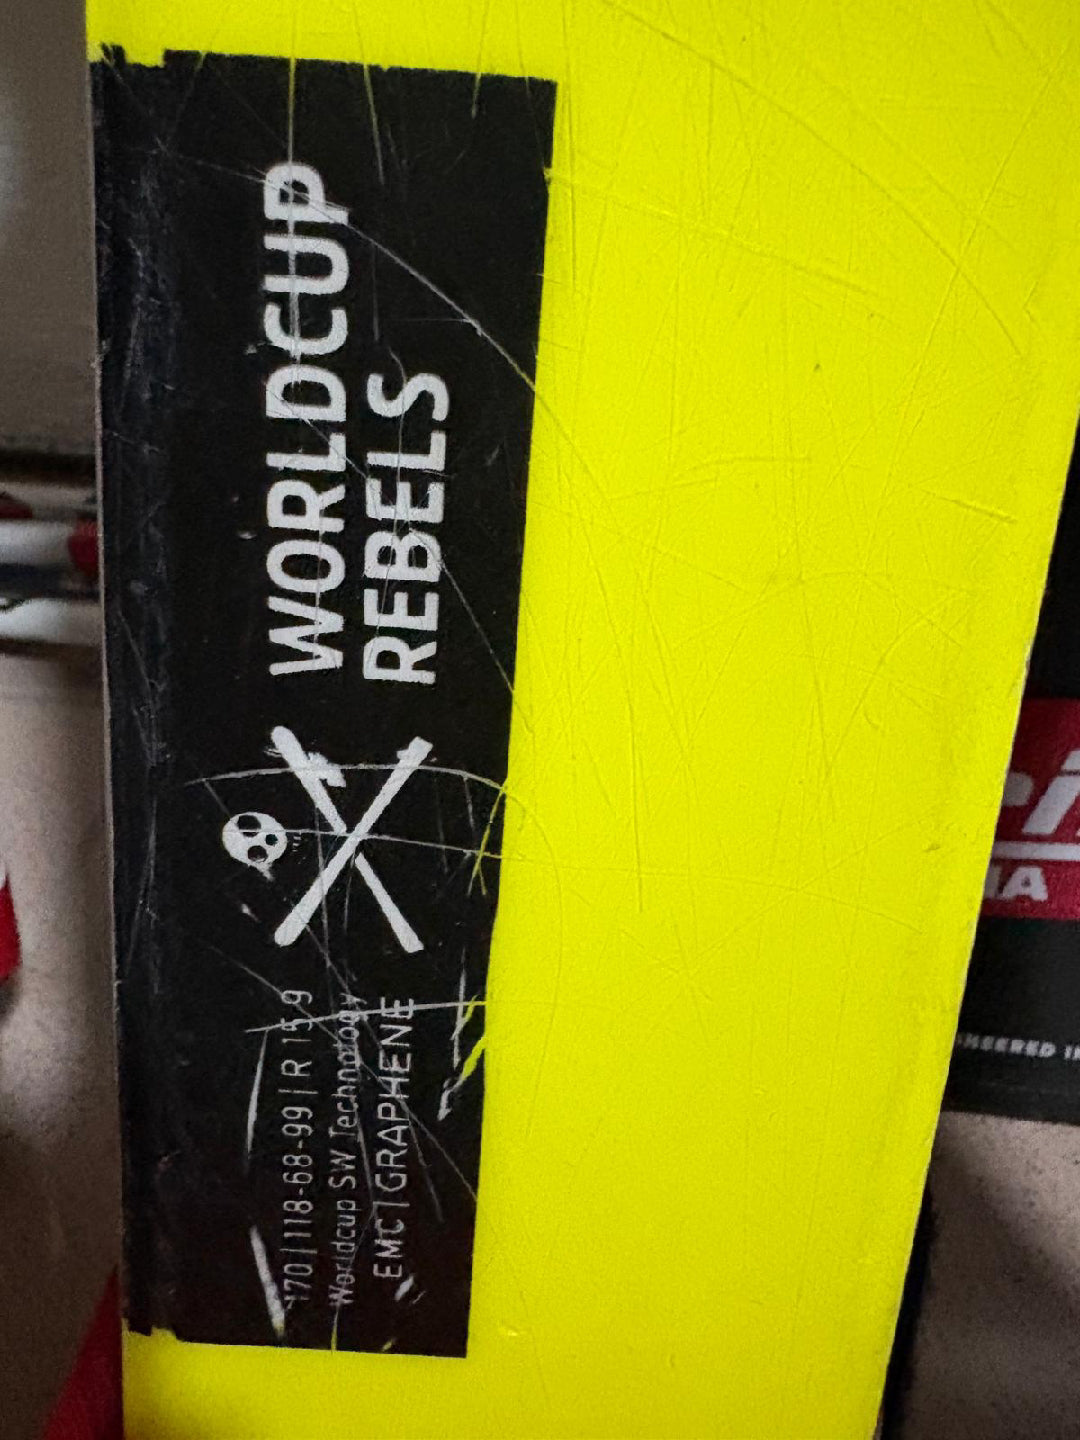 WORLDCUP
REBELS
170 | 118-68-99 | R 15.9
Worldcup SW Technology
EMC | GRAPHENE